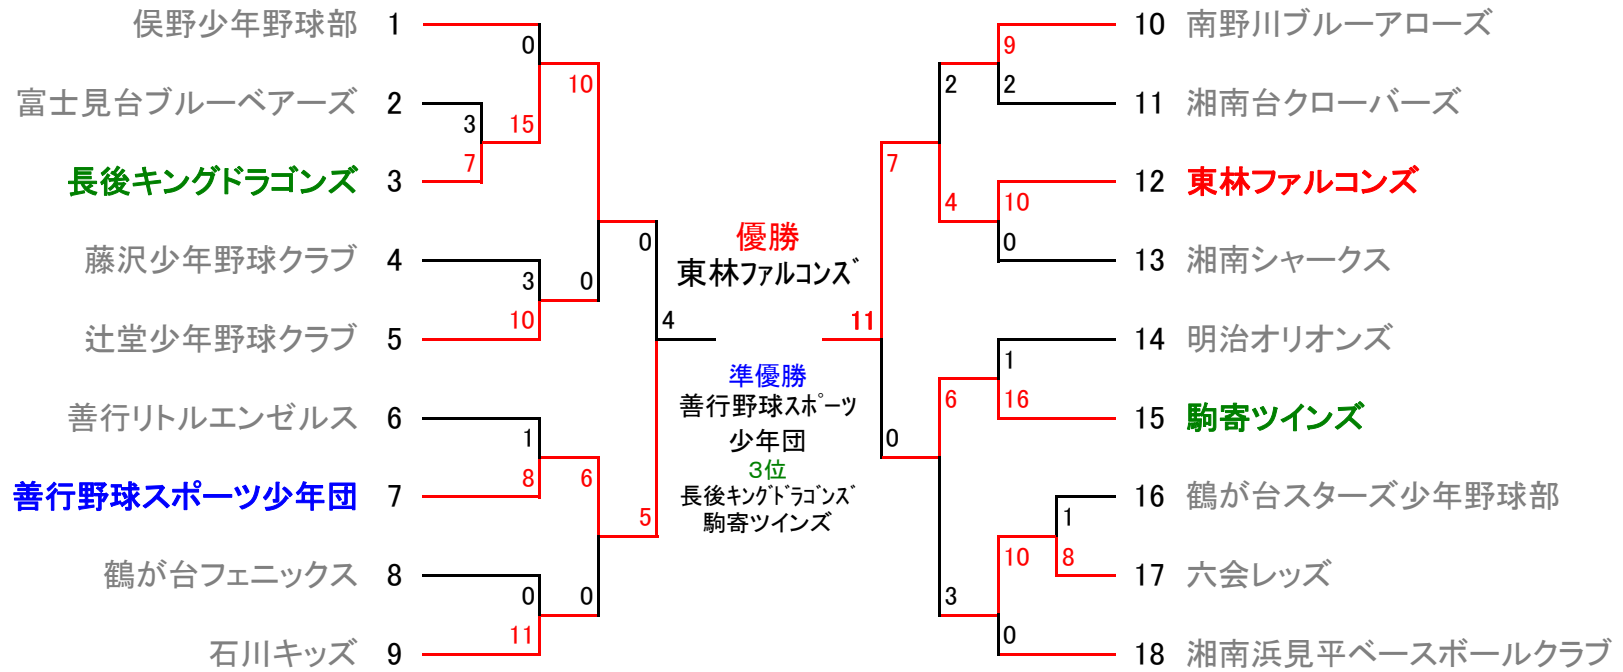 俣野少年野球部 1
0
富士見台ブルーベアーズ 2
3
15
10
7
長後キングドラゴンズ 3
藤沢少年野球クラブ 4
3
0
10
辻堂少年野球クラブ 5
0
4
善行リトルエンゼルス 6
1
8
6
善行野球スポーツ少年団 7
5
鶴が台フェニックス 8
0
0
11
石川キッズ 9
優勝
東林ファルコンズ
準優勝
善行野球スポーツ
少年団
3位
長後キングドラゴンズ
駒寄ツインズ
10 南野川ブルーアローズ
9
2
2
11 湘南台クローバーズ
7
12 東林ファルコンズ
4
10
0
13 湘南シャークス
11
14 明治オリオンズ
1
6
16
15 駒寄ツインズ
0
16 鶴が台スターズ少年野球部
1
10
8
17 六会レッズ
3
0
18 湘南浜見平ベースボールクラブ